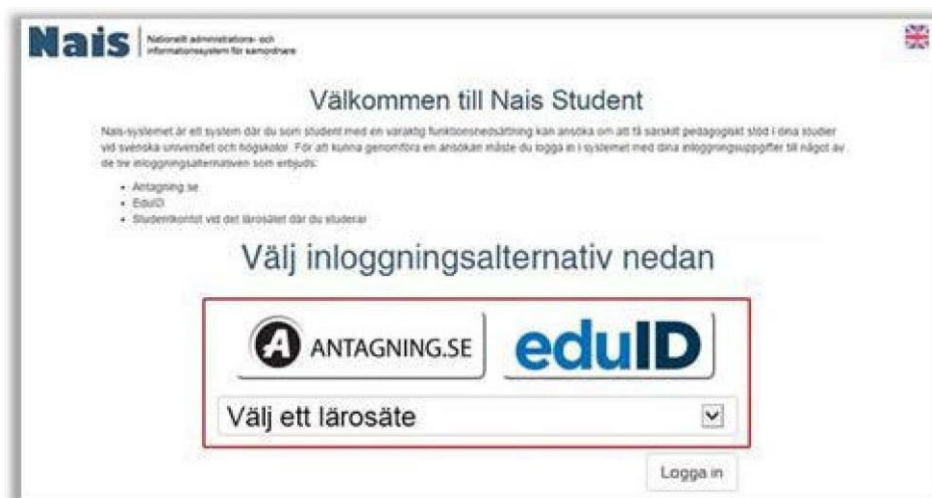 Nais
Nationellt administrations- och
informationssystem för samordnare
Välkommen till Nais Student
Nais-systemet är ett system där du som student med en varaktig funktionsnedsättning kan ansöka om att få särskilt pedagogiskt stöd i dina studier
vid svenska universitet och högskolor. För att kunna genomföra en ansökan måste du logga in i systemet med dina inloggningsuppgifter till något av
de tre inloggningsalternativen som erbjuds:
• Antagning.se
• EduID
• Studentkontot vid det lärosätet där du studerar
Välj inloggningsalternativ nedan
A ANTAGNING.SE
eduID
Välj ett lärosäte
Logga in